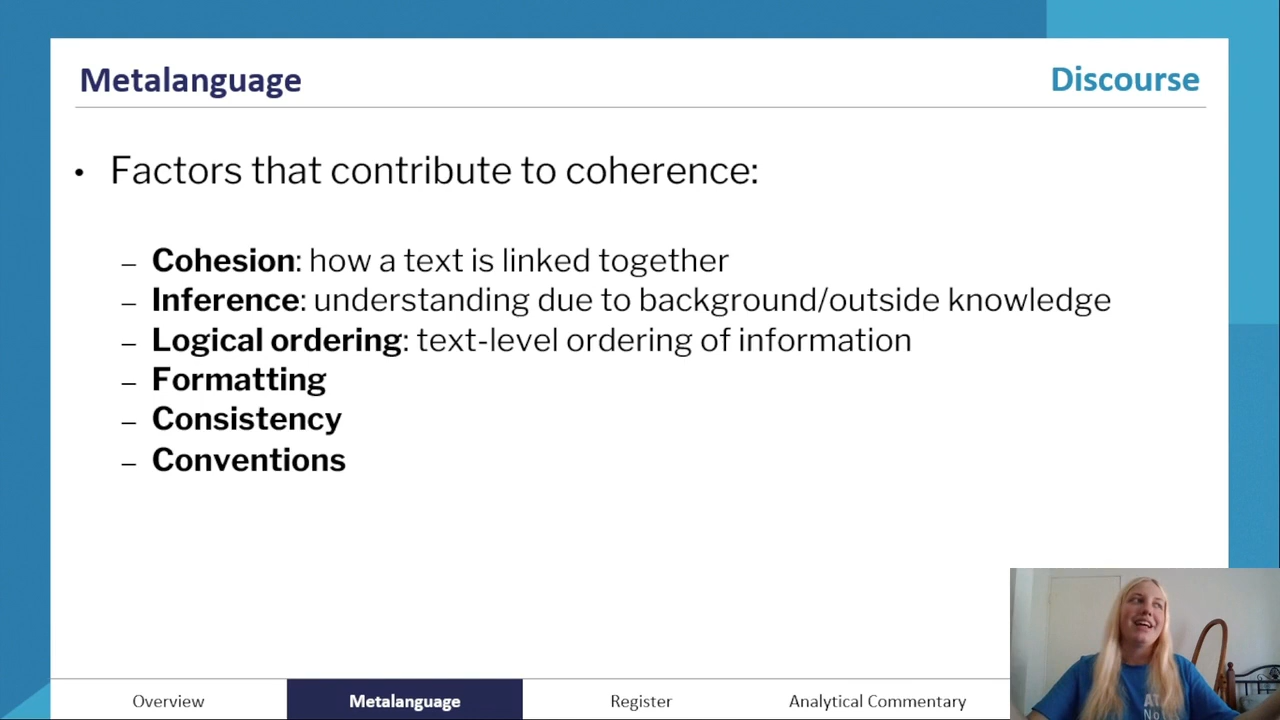 Metalanguage
Discourse
• Factors that contribute to coherence:
– Cohesion: how a text is linked together
– Inference: understanding due to background/outside knowledge
– Logical ordering: text-level ordering of information
– Formatting
– Consistency
– Conventions
Overview
Metalanguage
Register
Analytical Commentary